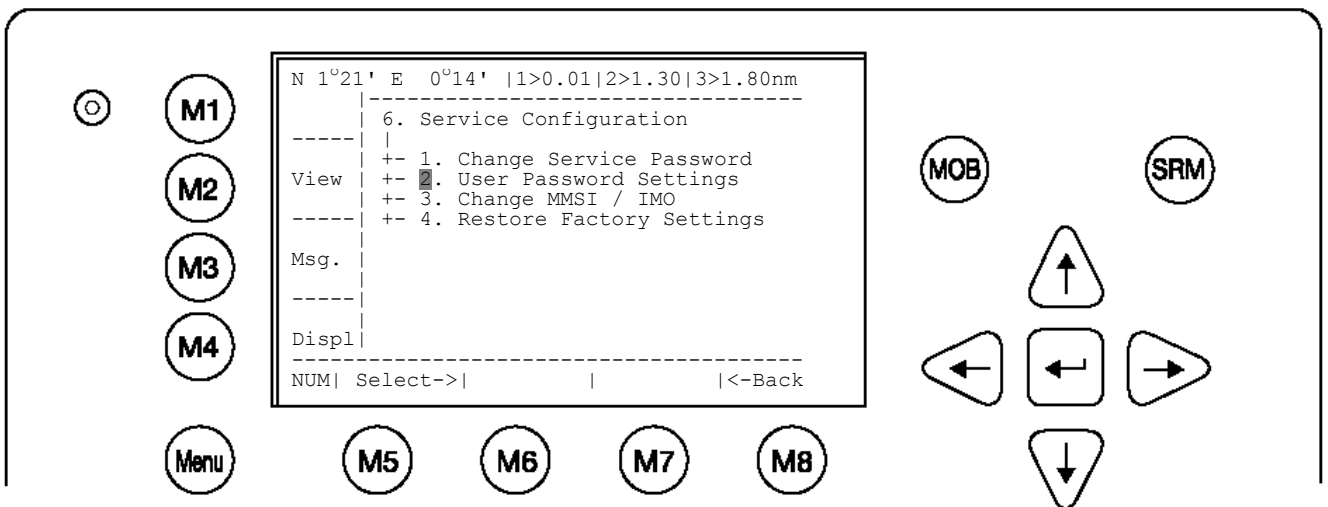 N 1°21' E 0°14' |1>0.01|2>1.30|3>1.80nm
6. Service Configuration
+- 1. Change Service Password
View | +- 2. User Password Settings
+- 3. Change MMSI / IMO
+- 4. Restore Factory Settings
Msg.
Displ
NUM| Select->| | |<-Back
M1
M2
M3
M4
Menu
M5
M6
M7
M8
MOB
SRM